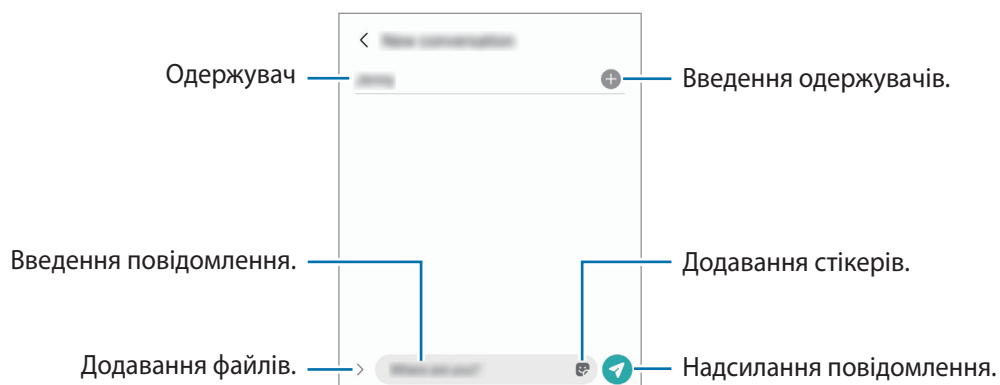 Одержувач
Введення одержувачів.
Введення повідомлення.
Додавання стікерів.
Додавання файлів.
Надсилання повідомлення.